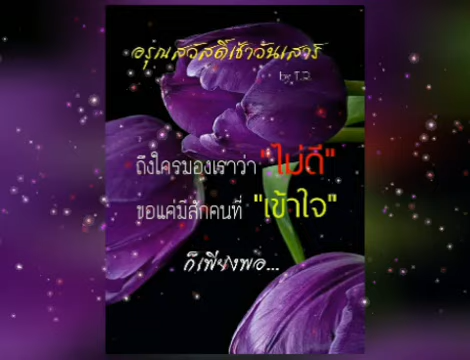 อรุณสวัสดิ์เช้าวันเสาร์
by T.D.
ถึงใครมองเราว่า "ไม่ดี"
ขอแค่มีสักคนที่ "เข้าใจ"
ก็เพียงพอ...